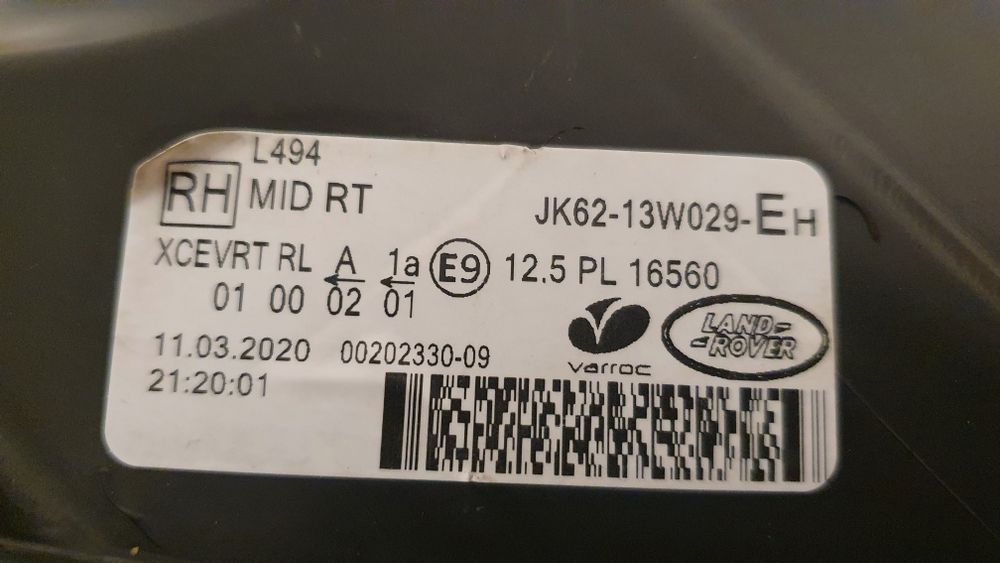 L494
RH MID RT
JK62-13W029-EH
XCEVRT RL A 1a E9 12.5 PL 16560
01 00 02 01
varroc
LAND-
-ROVER
11.03.2020 00202330-09
21:20:01